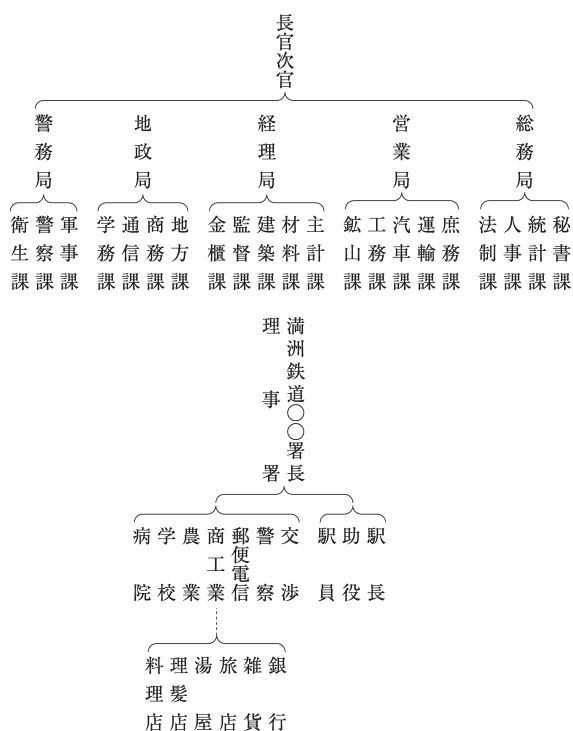 長官次官
総務局
秘書課
統計課
人事課
法制課
営業局
庶務課
運輸課
汽車課
工務課
鉱山課
経理局
主計課
材料課
建築課
監督課
金櫃課
地政局
地方課
商務課
通信課
学務課
警務局
軍事課
警察課
衛生課
満洲鉄道〇〇署長
理事署
駅長
助役
駅員
交渉
警察
郵便電信
商工業
農業
学校
病院
銀行
雑貨
旅店
湯屋
理髪店
料理店